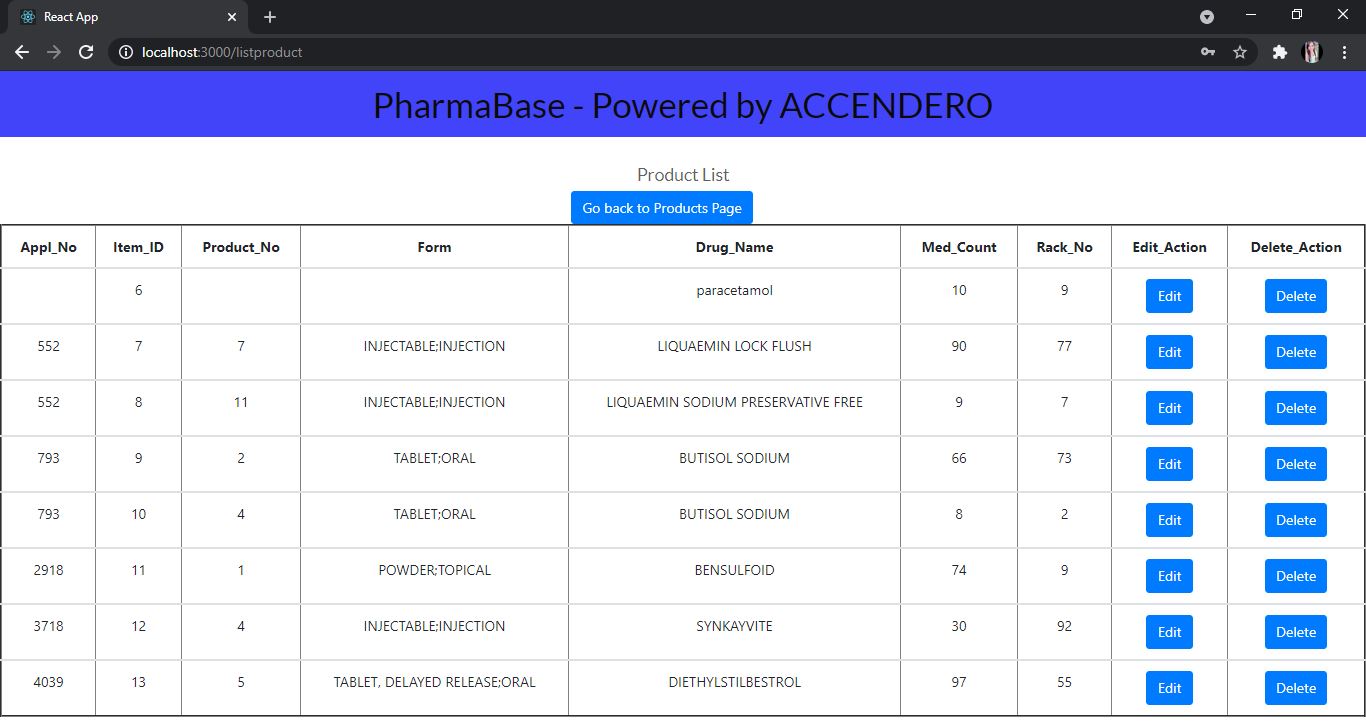 React App
localhost:3000/listproduct
PharmaBase - Powered by ACCENDERO
Product List
Go back to Products Page
Appl_No Item_ID Product_No Form Drug_Name Med_Count Rack_No Edit_Action Delete_Action
6 paracetamol 10 9 Edit Delete
552 7 7 INJECTABLE;INJECTION LIQUAEMIN LOCK FLUSH 90 77 Edit Delete
552 8 11 INJECTABLE;INJECTION LIQUAEMIN SODIUM PRESERVATIVE FREE 9 7 Edit Delete
793 9 2 TABLET;ORAL BUTISOL SODIUM 66 73 Edit Delete
793 10 4 TABLET;ORAL BUTISOL SODIUM 8 2 Edit Delete
2918 11 1 POWDER;TOPICAL BENSULFOID 74 9 Edit Delete
3718 12 4 INJECTABLE;INJECTION SYNKAYVITE 30 92 Edit Delete
4039 13 5 TABLET, DELAYED RELEASE;ORAL DIETHYLSTILBESTROL 97 55 Edit Delete